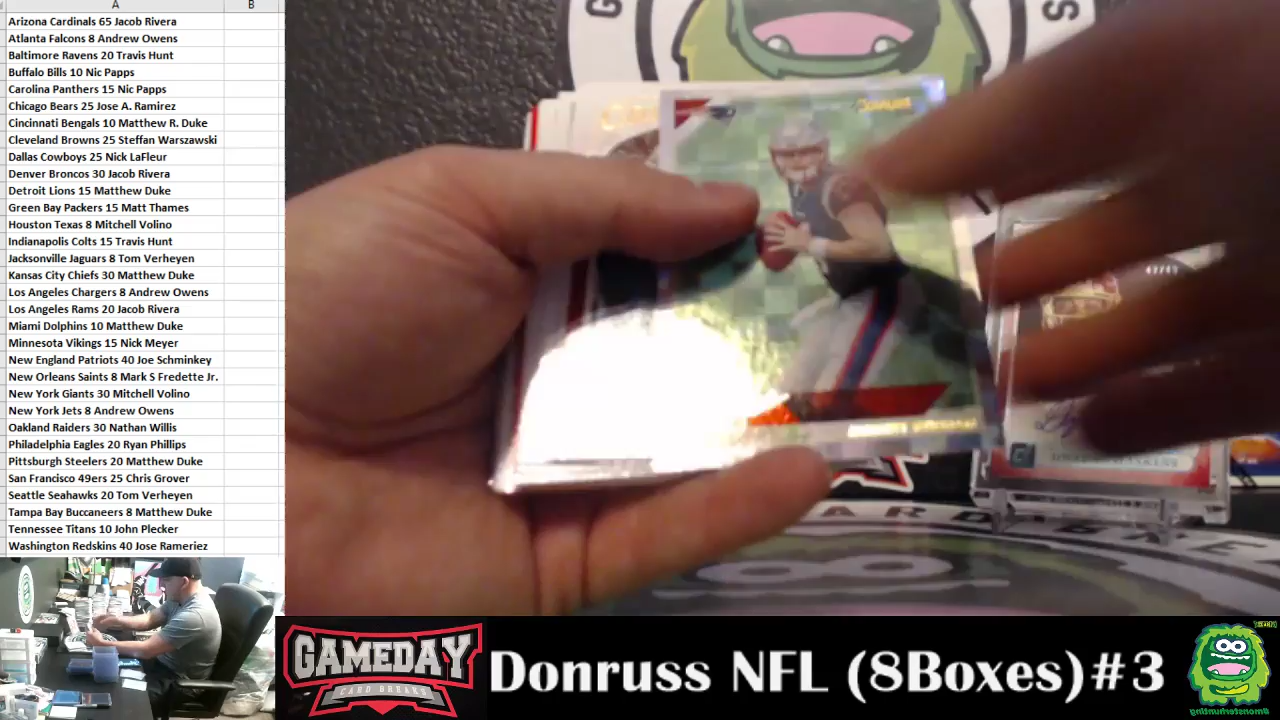 A B
Arizona Cardinals 65 Jacob Rivera
Atlanta Falcons 8 Andrew Owens
Baltimore Ravens 20 Travis Hunt
Buffalo Bills 10 Nic Papps
Carolina Panthers 15 Nic Papps
Chicago Bears 25 Jose A. Ramirez
Cincinnati Bengals 10 Matthew R. Duke
Cleveland Browns 25 Steffan Warszawski
Dallas Cowboys 25 Nick LaFleur
Denver Broncos 30 Jacob Rivera
Detroit Lions 15 Matthew Duke
Green Bay Packers 15 Matt Thames
Houston Texas 8 Mitchell Volino
Indianapolis Colts 15 Travis Hunt
Jacksonville Jaguars 8 Tom Verheyen
Kansas City Chiefs 30 Matthew Duke
Los Angeles Chargers 8 Andrew Owens
Los Angeles Rams 20 Jacob Rivera
Miami Dolphins 10 Matthew Duke
Minnesota Vikings 15 Nick Meyer
New England Patriots 40 Joe Schminkey
New Orleans Saints 8 Mark S Fredette Jr.
New York Giants 30 Mitchell Volino
New York Jets 8 Andrew Owens
Oakland Raiders 30 Nathan Willis
Philadelphia Eagles 20 Ryan Phillips
Pittsburgh Steelers 20 Matthew Duke
San Francisco 49ers 25 Chris Grover
Seattle Seahawks 20 Tom Verheyen
Tampa Bay Buccaneers 8 Matthew Duke
Tennessee Titans 10 John Plecker
Washington Redskins 40 Jose Rameriez
Donruss
GAMEDAY
CARD BREAKS
Donruss NFL (8Boxes)#3
#monsterhunting